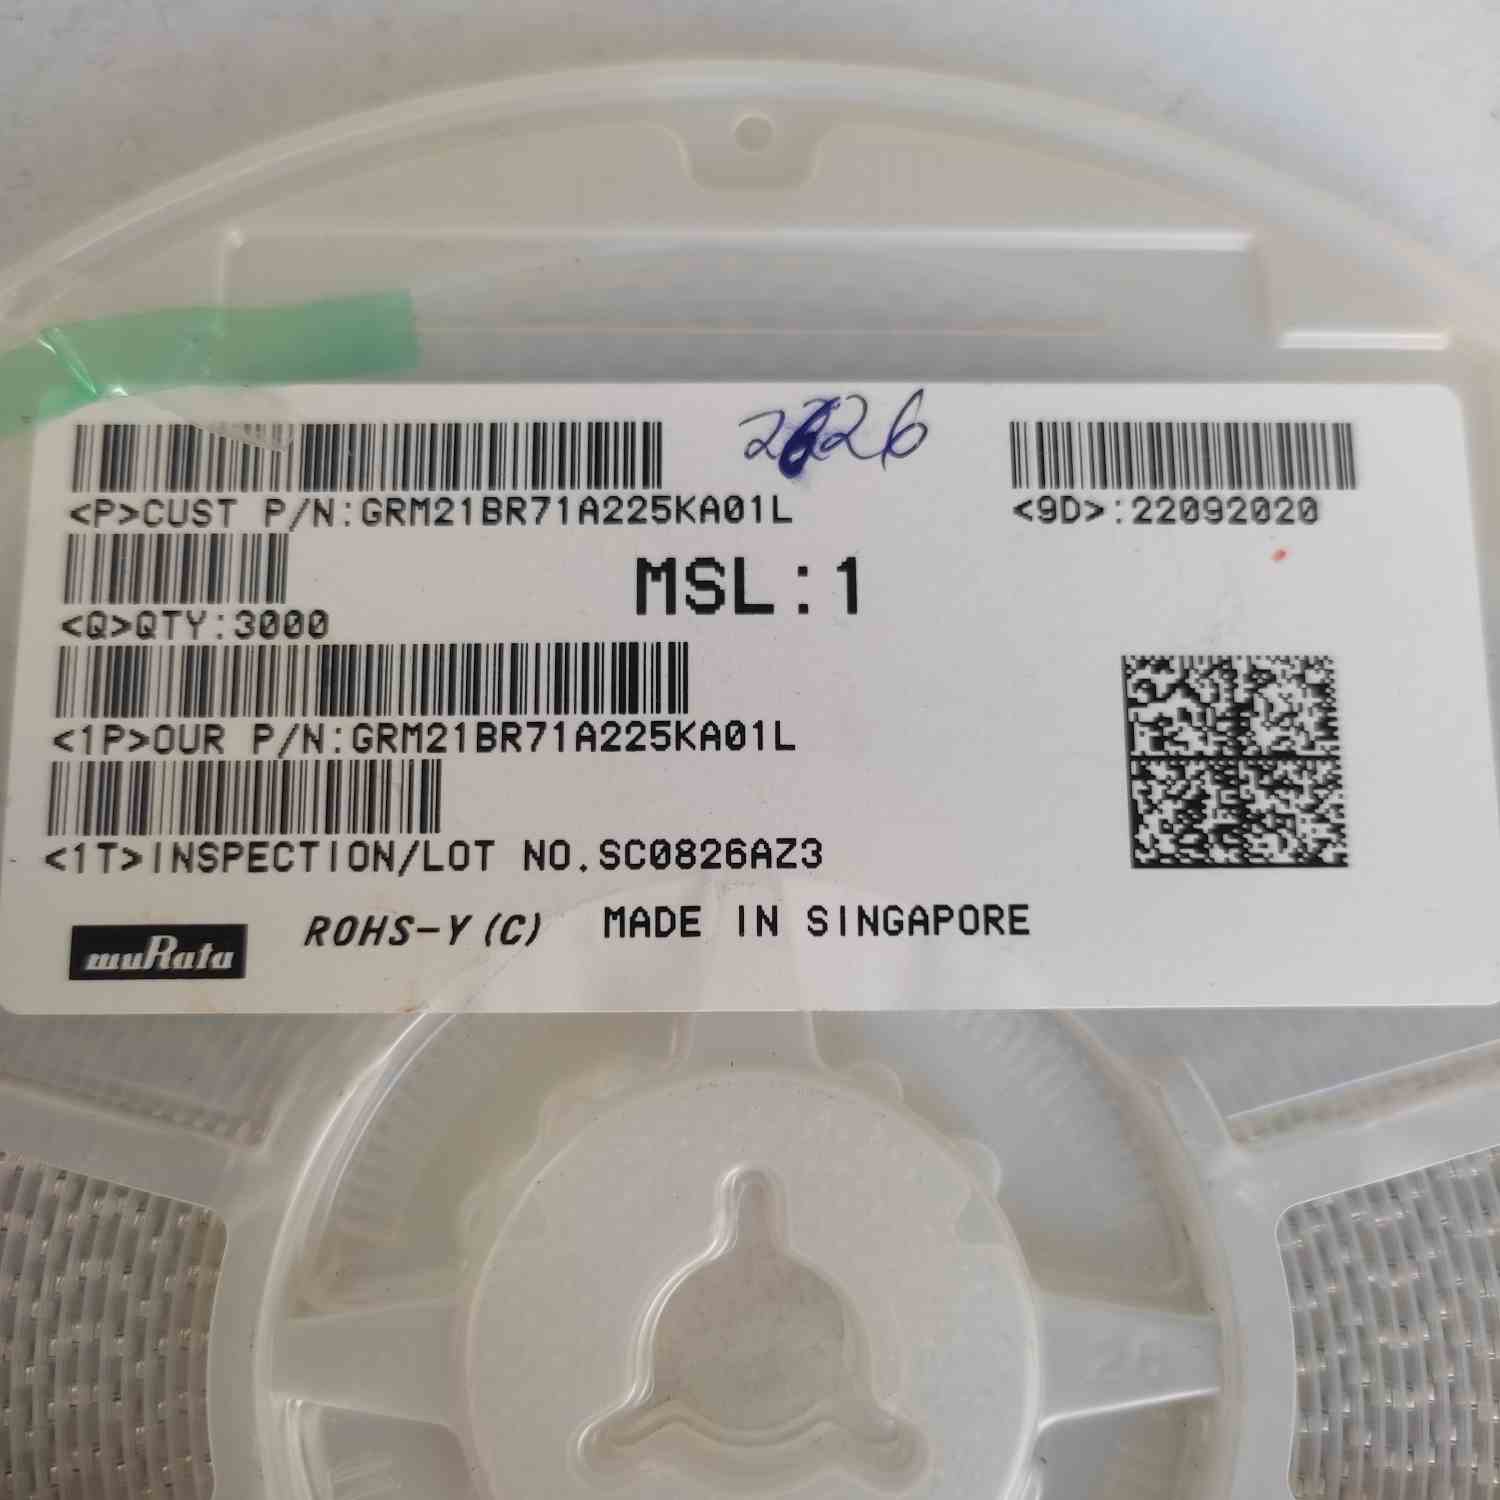 <P>CUST P/N:GRM21BR71A225KA01L
<9D>:22092020
<Q>QTY:3000
MSL:1
<1P>OUR P/N:GRM21BR71A225KA01L
<1T>INSPECTION/LOT NO.SC0826AZ3
muRata
ROHS-Y(C) MADE IN SINGAPORE